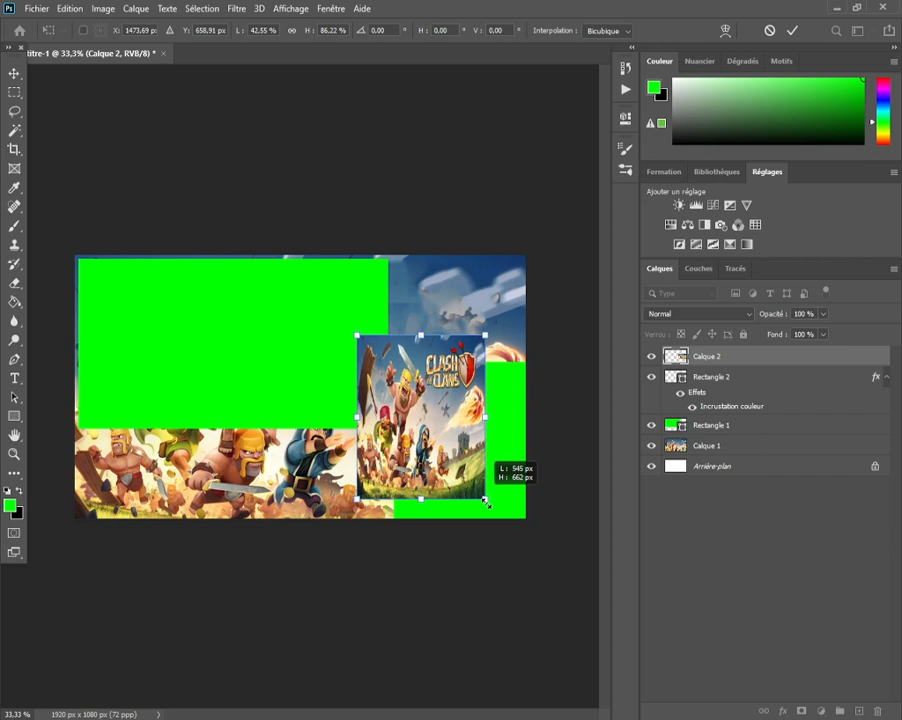 Ps Fichier Edition Image Calque Texte Sélection Filtre 3D Affichage Fenêtre Aide
X: 1473,69 px Y: 658,91 px L: 42,55 % H: 86,22 % 0,00 ° H: 0,00 ° V: 0,00 ° Interpolation : Bicubique
titre-1 @ 33,3% (Calque 2, RVB/8) * ×
Couleur Nuancier Dégradés Motifs
Formation Bibliothèques Réglages
Ajouter un réglage
Calques Couches Tracés
Type
Normal Opacité : 100 %
Verrou : Fond : 100 %
Calque 2
Rectangle 2 fx
Effets
Incrustation couleur
Rectangle 1
Calque 1
Arrière-plan
CLASH
OF CLANS
L : 545 px
H : 662 px
33,33 % 1920 px x 1080 px (72 ppp)